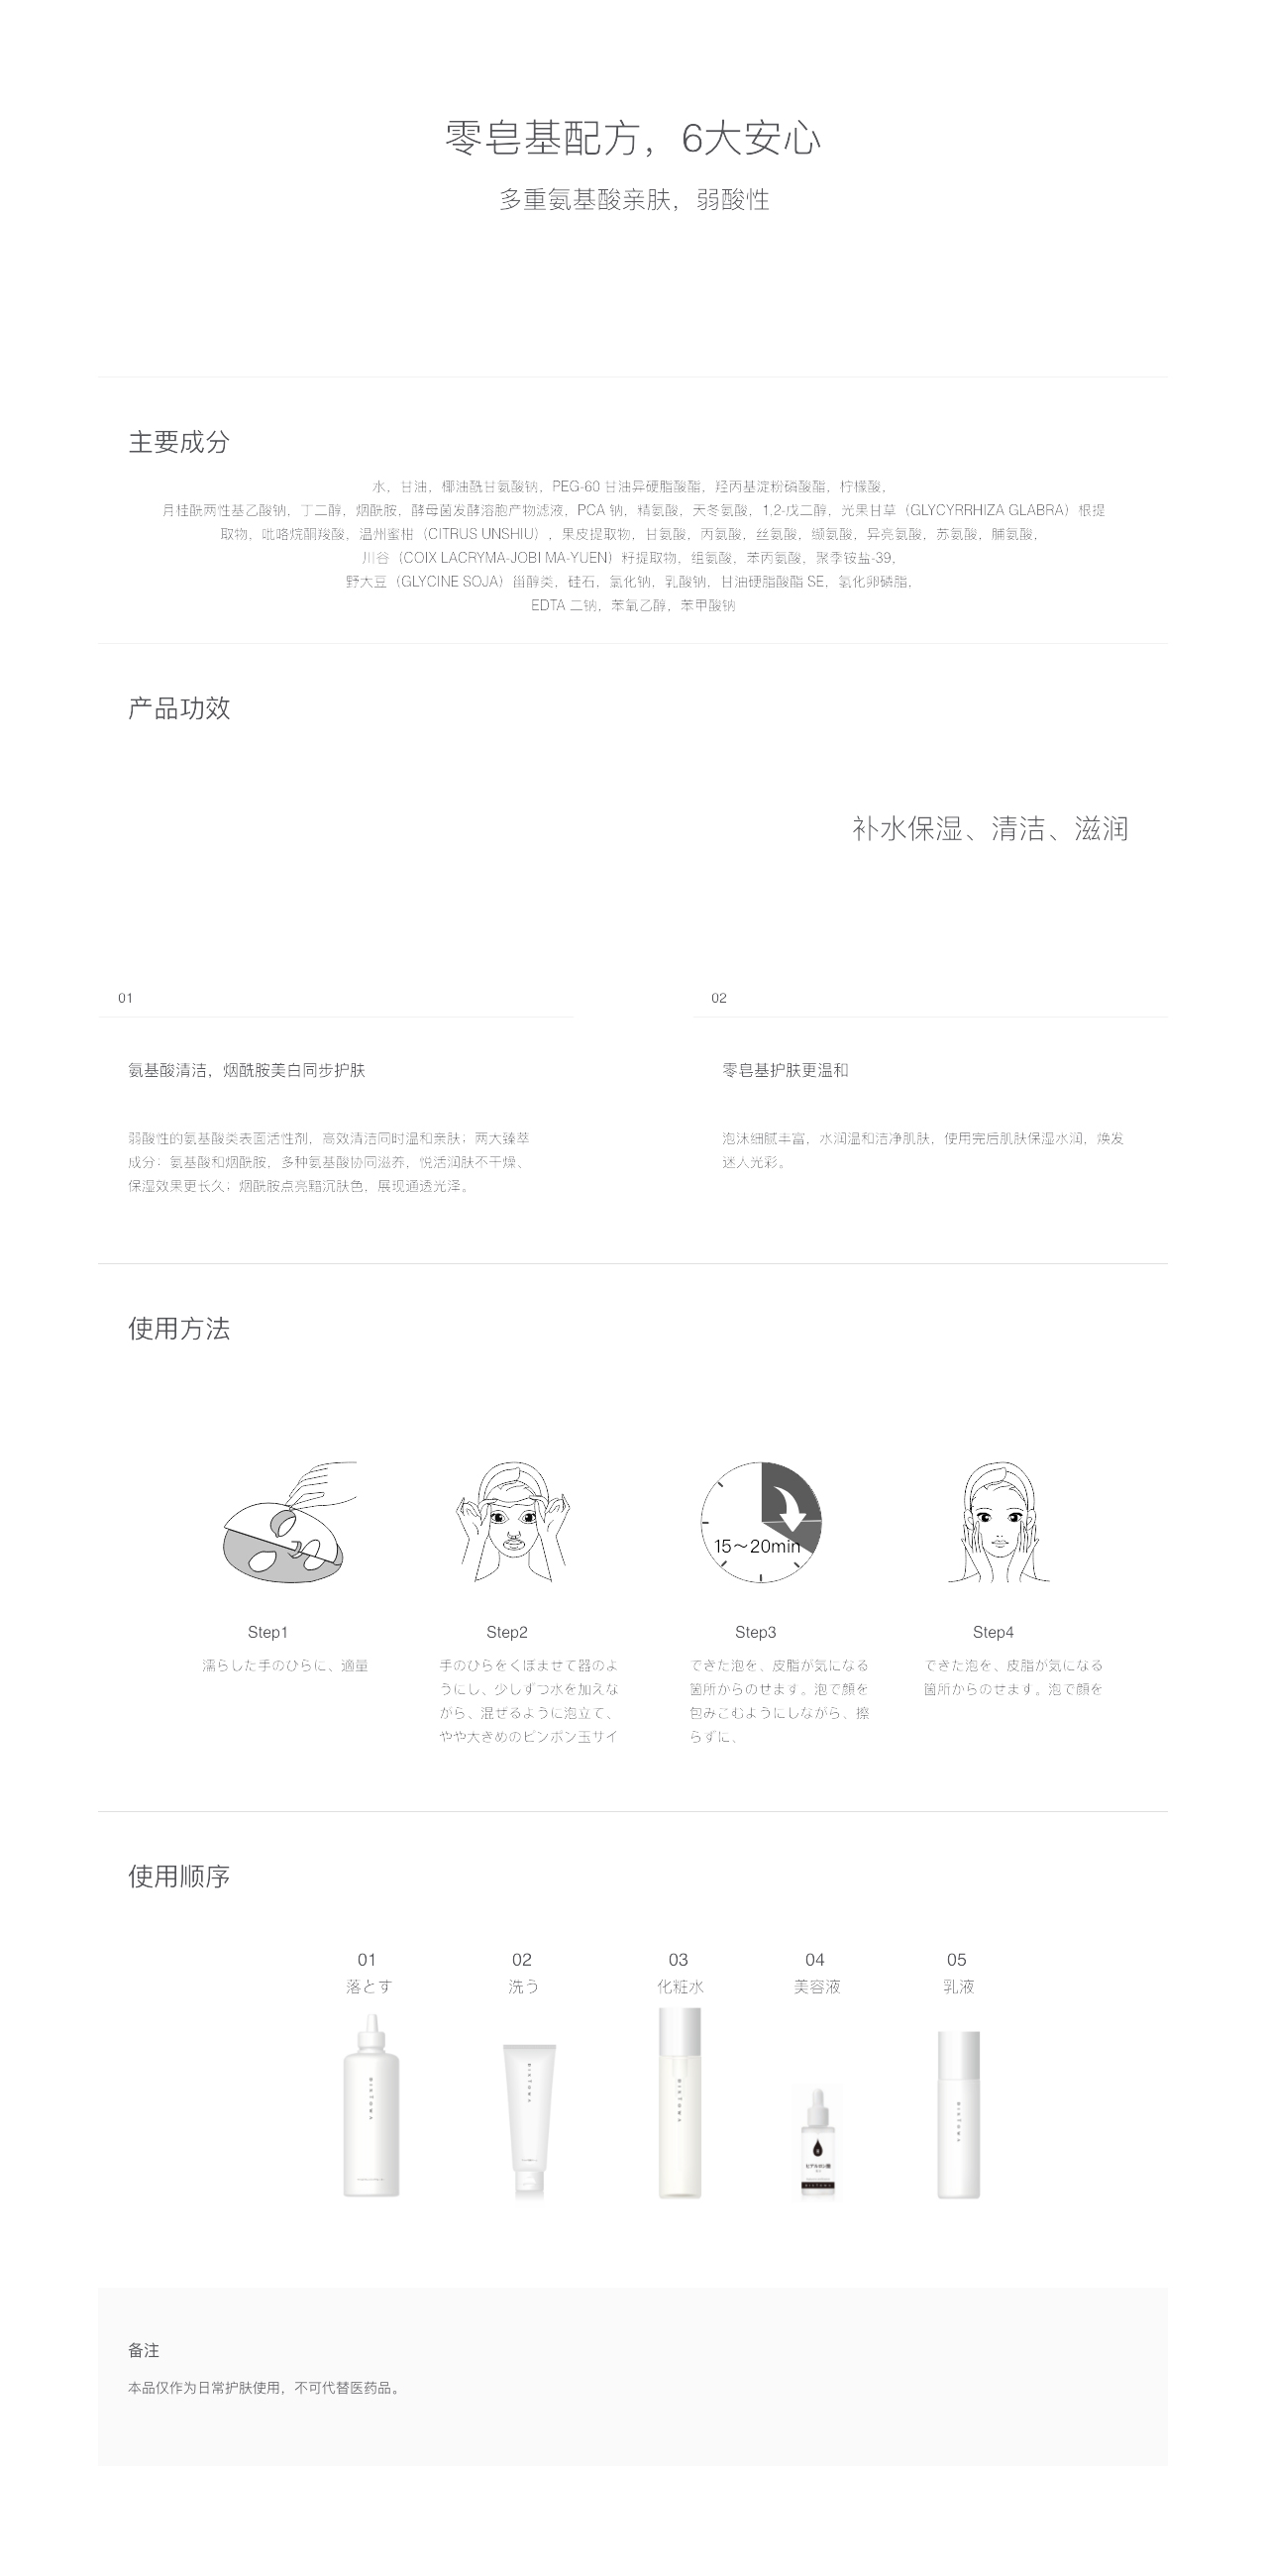 零皂基配方，6大安心
多重氨基酸亲肤，弱酸性
主要成分
水，甘油，椰油酰甘氨酸钠，PEG-60 甘油异硬脂酸酯，羟丙基淀粉磷酸酯，柠檬酸，
月桂酰两性基乙酸钠，丁二醇，烟酰胺，酵母菌发酵溶胞产物滤液，PCA 钠，精氨酸，天冬氨酸，1,2-戊二醇，光果甘草（GLYCYRRHIZA GLABRA）根提
取物，吡咯烷酮羧酸，温州蜜柑（CITRUS UNSHIU），果皮提取物，甘氨酸，丙氨酸，丝氨酸，缬氨酸，异亮氨酸，苏氨酸，脯氨酸，
川谷（COIX LACRYMA-JOBI MA-YUEN）籽提取物，组氨酸，苯丙氨酸，聚季铵盐-39，
野大豆（GLYCINE SOJA）甾醇类，硅石，氯化钠，乳酸钠，甘油硬脂酸酯 SE，氢化卵磷脂，
EDTA 二钠，苯氧乙醇，苯甲酸钠
产品功效
补水保湿、清洁、滋润
01
02
氨基酸清洁，烟酰胺美白同步护肤
零皂基护肤更温和
弱酸性的氨基酸类表面活性剂，高效清洁同时温和亲肤；两大臻萃
成分：氨基酸和烟酰胺，多种氨基酸协同滋养，悦活润肤不干燥、
保湿效果更长久；烟酰胺点亮黯沉肤色，展现通透光泽。
泡沫细腻丰富，水润温和洁净肌肤，使用完后肌肤保湿水润，焕发
迷人光彩。
使用方法
15～20min
Step1
濡らした手のひらに、適量
Step2
手のひらをくぼませて器のよ
うにし、少しずつ水を加えな
がら、混ぜるように泡立て、
やや大きめのピンポン玉サイ
Step3
できた泡を、皮脂が気になる
箇所からのせます。泡で顔を
包みこむようにしながら、擦
らずに、
Step4
できた泡を、皮脂が気になる
箇所からのせます。泡で顔を
使用顺序
01
落とす
02
洗う
03
化粧水
04
美容液
05
乳液
ヒアルロン酸
备注
本品仅作为日常护肤使用，不可代替医药品。